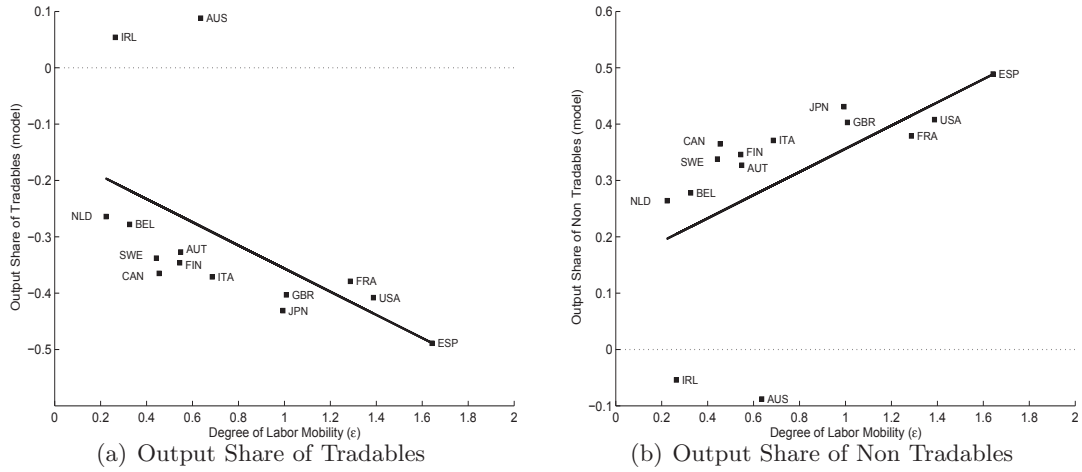 0.1
0
−0.1
−0.2
−0.3
−0.4
−0.5
Output Share of Tradables (model)
AUS
IRL
NLD
BEL
SWE
AUT
CAN
FIN
ITA
FRA
GBR
USA
JPN
ESP
0 0.2 0.4 0.6 0.8 1 1.2 1.4 1.6 1.8 2
Degree of Labor Mobility (ε)
(a) Output Share of Tradables
0.6
0.5
0.4
0.3
0.2
0.1
0
−0.1
Output Share of Non Tradables (model)
ESP
JPN
GBR
USA
FRA
CAN
ITA
FIN
SWE
AUT
BEL
NLD
IRL
AUS
0 0.2 0.4 0.6 0.8 1 1.2 1.4 1.6 1.8 2
Degree of Labor Mobility (ε)
(b) Output Share of Non Tradables